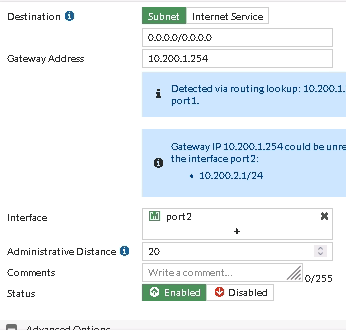 Destination Subnet Internet Service
0.0.0.0/0.0.0.0
Gateway Address 10.200.1.254
Detected via routing lookup: 10.200.1.
port1.
Gateway IP 10.200.1.254 could be unre
the interface port2:
• 10.200.2.1/24
Interface port2
+
Administrative Distance 20
Comments Write a comment... 0/255
Status Enabled Disabled
Advanced Options